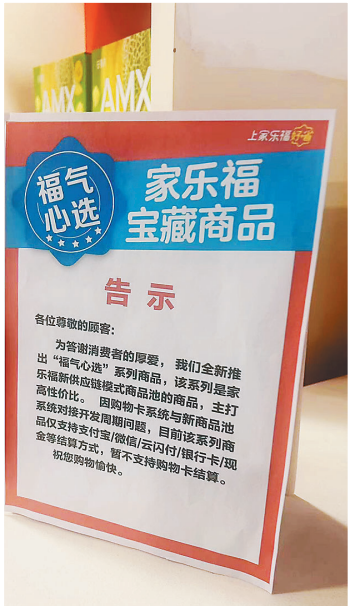 AMX
AMX
上家乐福好省
福气
心选
家乐福
宝藏商品
告示
各位尊敬的顾客：
为答谢消费者的厚爱，我们全新推
出“福气心选”系列商品，该系列是家
乐福新供应链模式商品池的商品，主打
高性价比。因购物卡系统与新商品池
系统对接开发周期问题，目前该系列商
品仅支持支付宝/微信/云闪付/银行卡/现
金等结算方式，暂不支持购物卡结算。
祝您购物愉快。